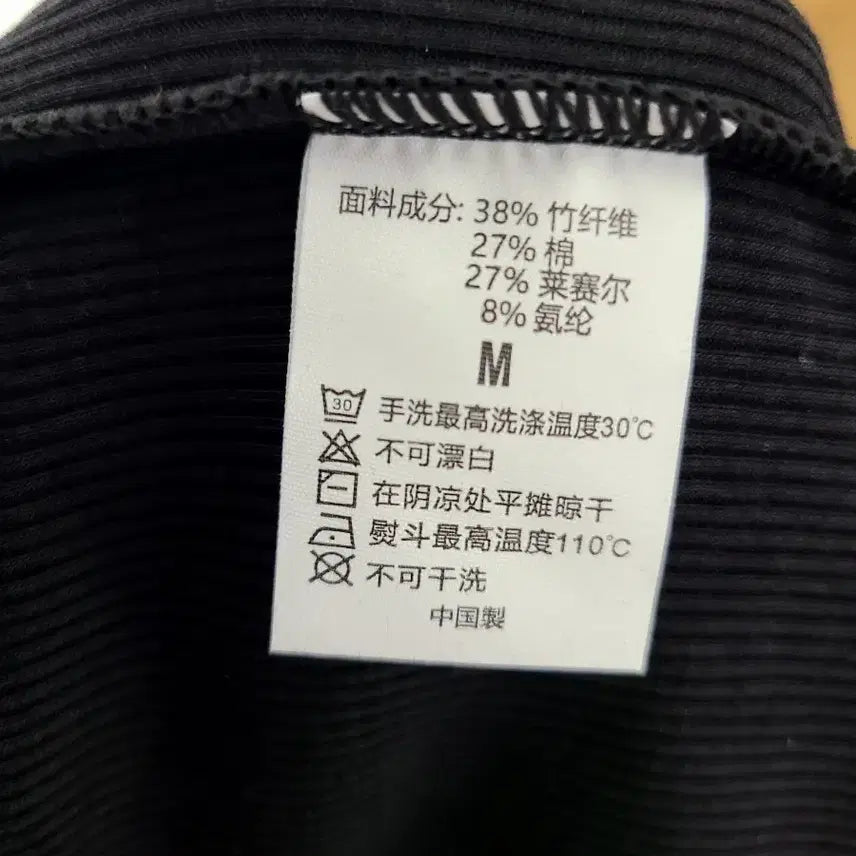 面料成分: 38% 竹纤维
27% 棉
27% 莱赛尔
8% 氨纶
M
30 手洗最高洗涤温度30℃
不可漂白
在阴凉处平摊晾干
熨斗最高温度110℃
不可干洗
中国製